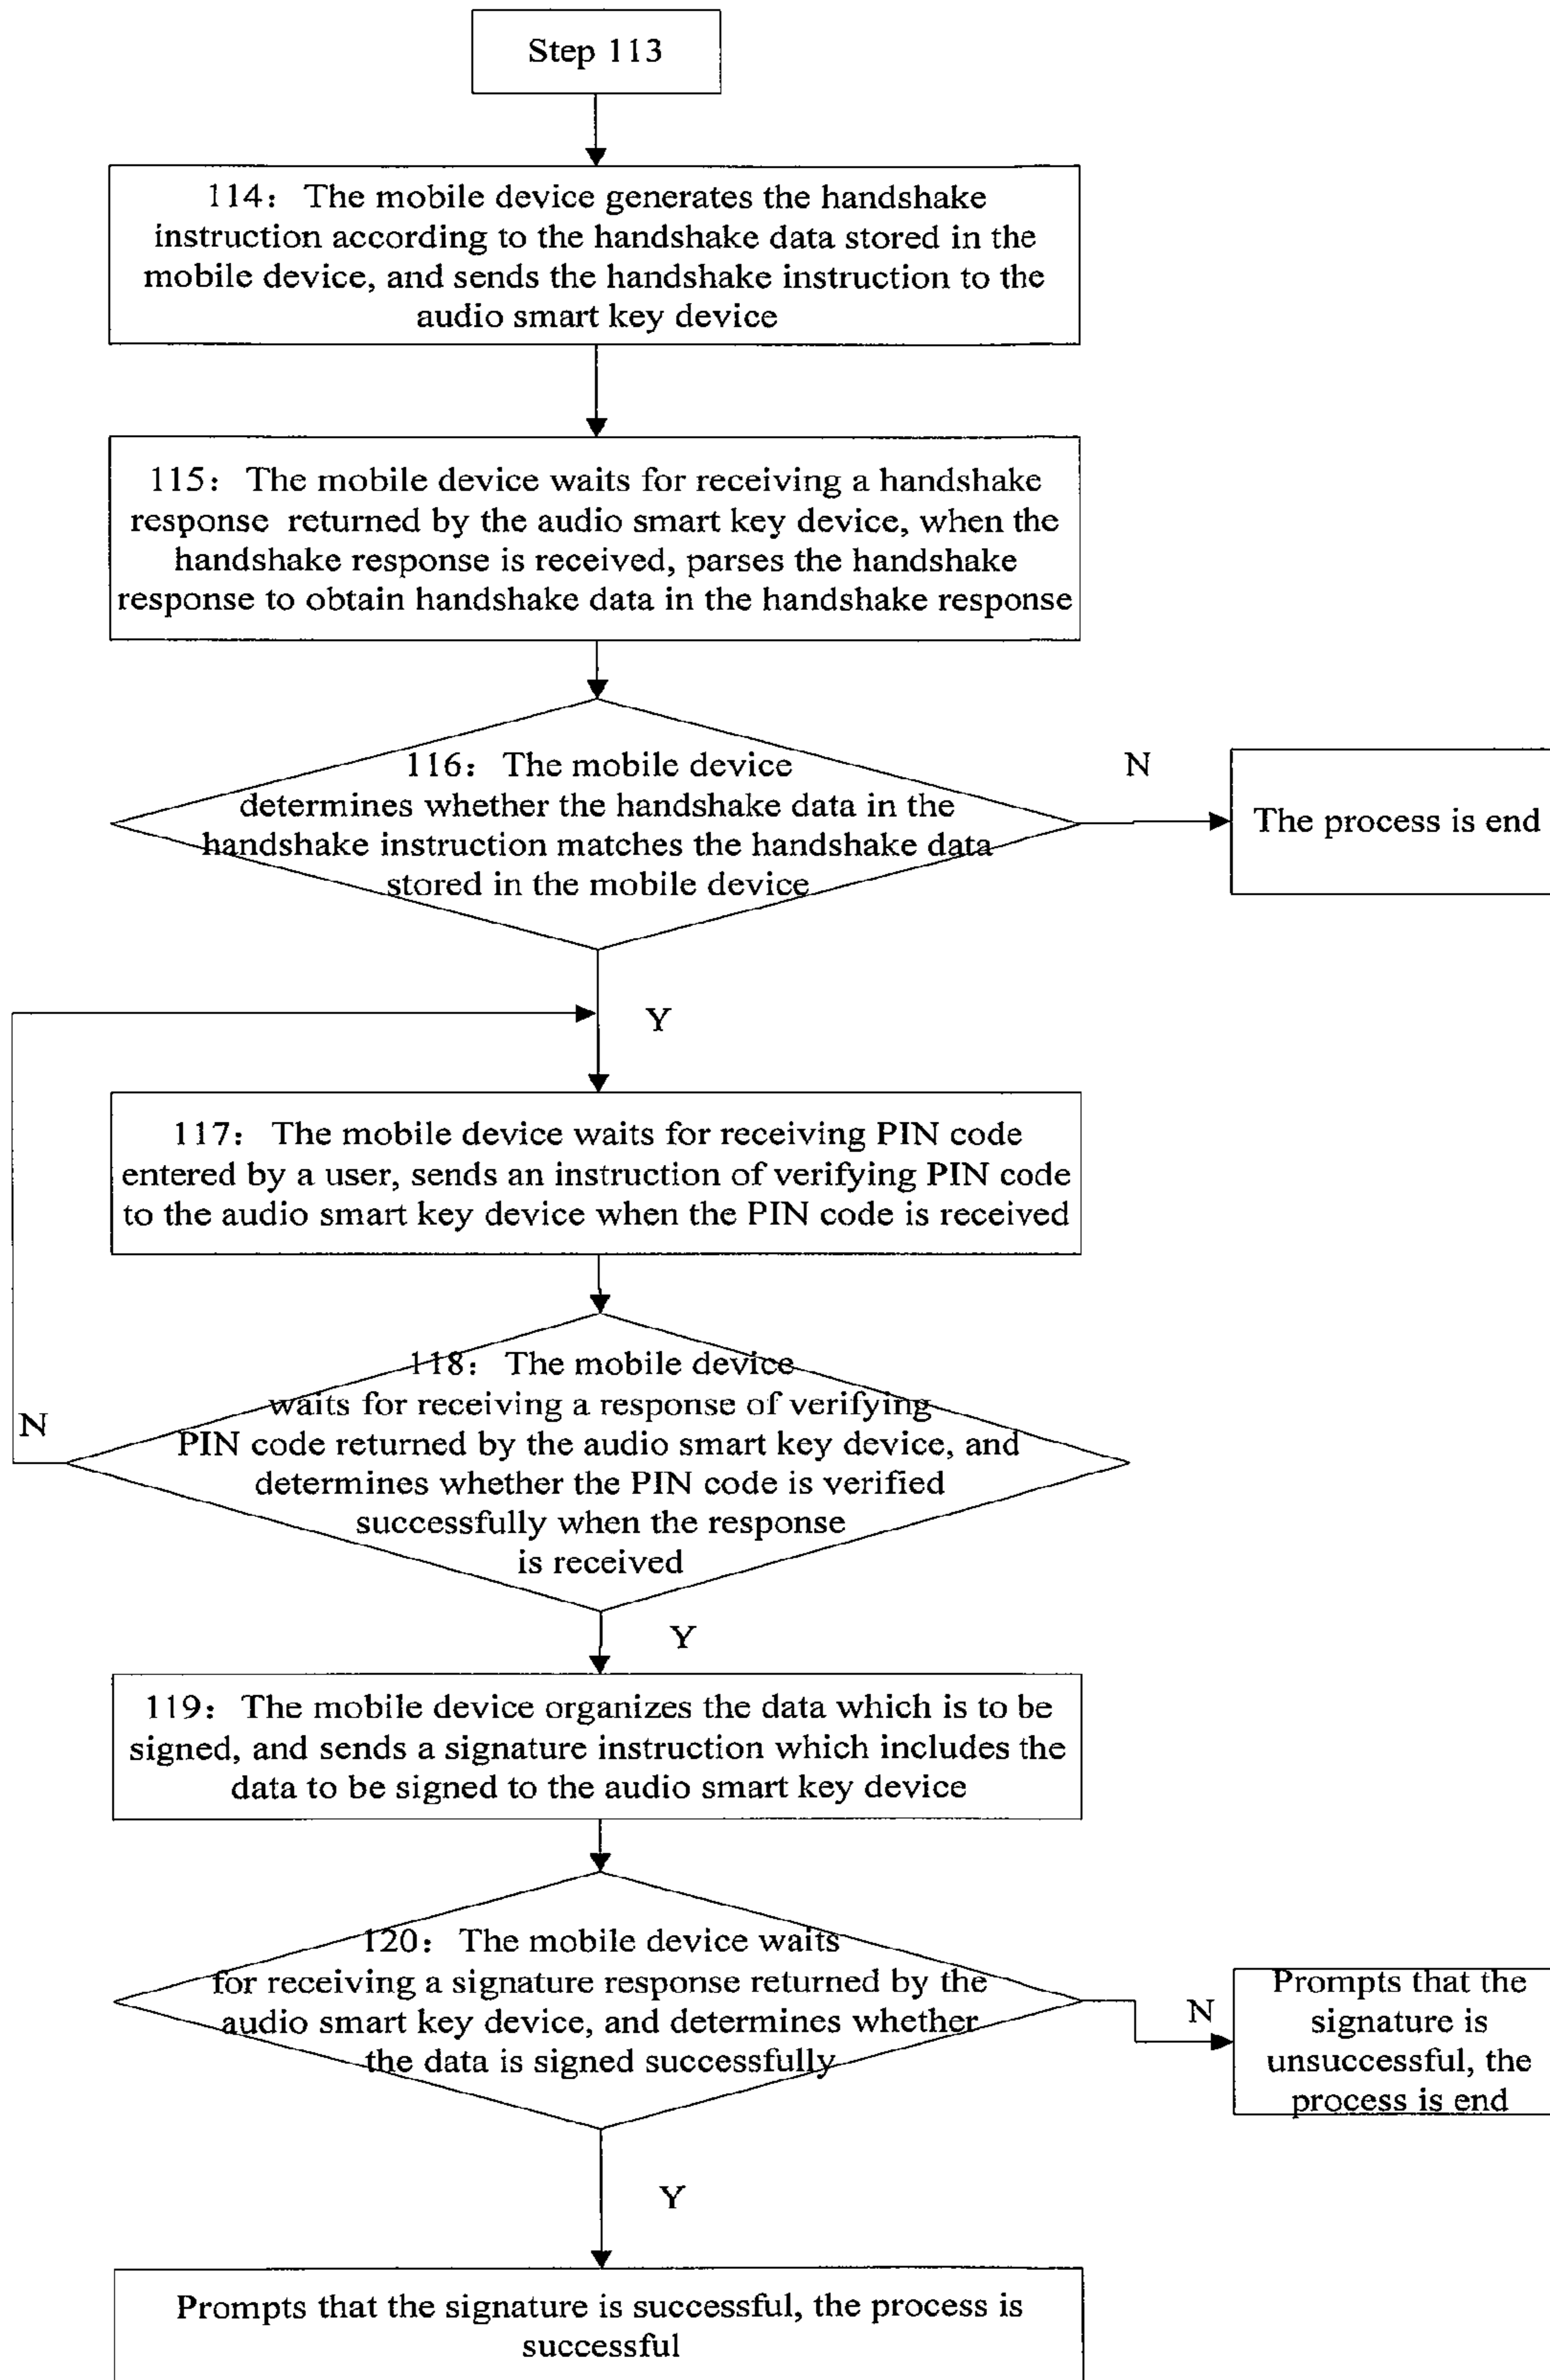 Step 113
114: The mobile device generates the handshake
instruction according to the handshake data stored in the
mobile device, and sends the handshake instruction to the
audio smart key device
115: The mobile device waits for receiving a handshake
response returned by the audio smart key device, when the
handshake response is received, parses the handshake
response to obtain handshake data in the handshake response
116: The mobile device
determines whether the handshake data in the
handshake instruction matches the handshake data
stored in the mobile device
N
The process is end
Y
117: The mobile device waits for receiving PIN code
entered by a user, sends an instruction of verifying PIN code
to the audio smart key device when the PIN code is received
118: The mobile device
waits for receiving a response of verifying
PIN code returned by the audio smart key device, and
determines whether the PIN code is verified
successfully when the response
is received
N
Y
119: The mobile device organizes the data which is to be
signed, and sends a signature instruction which includes the
data to be signed to the audio smart key device
120: The mobile device waits
for receiving a signature response returned by the
audio smart key device, and determines whether
the data is signed successfully
N
Prompts that the
signature is
unsuccessful, the
process is end
Y
Prompts that the signature is successful, the process is
successful